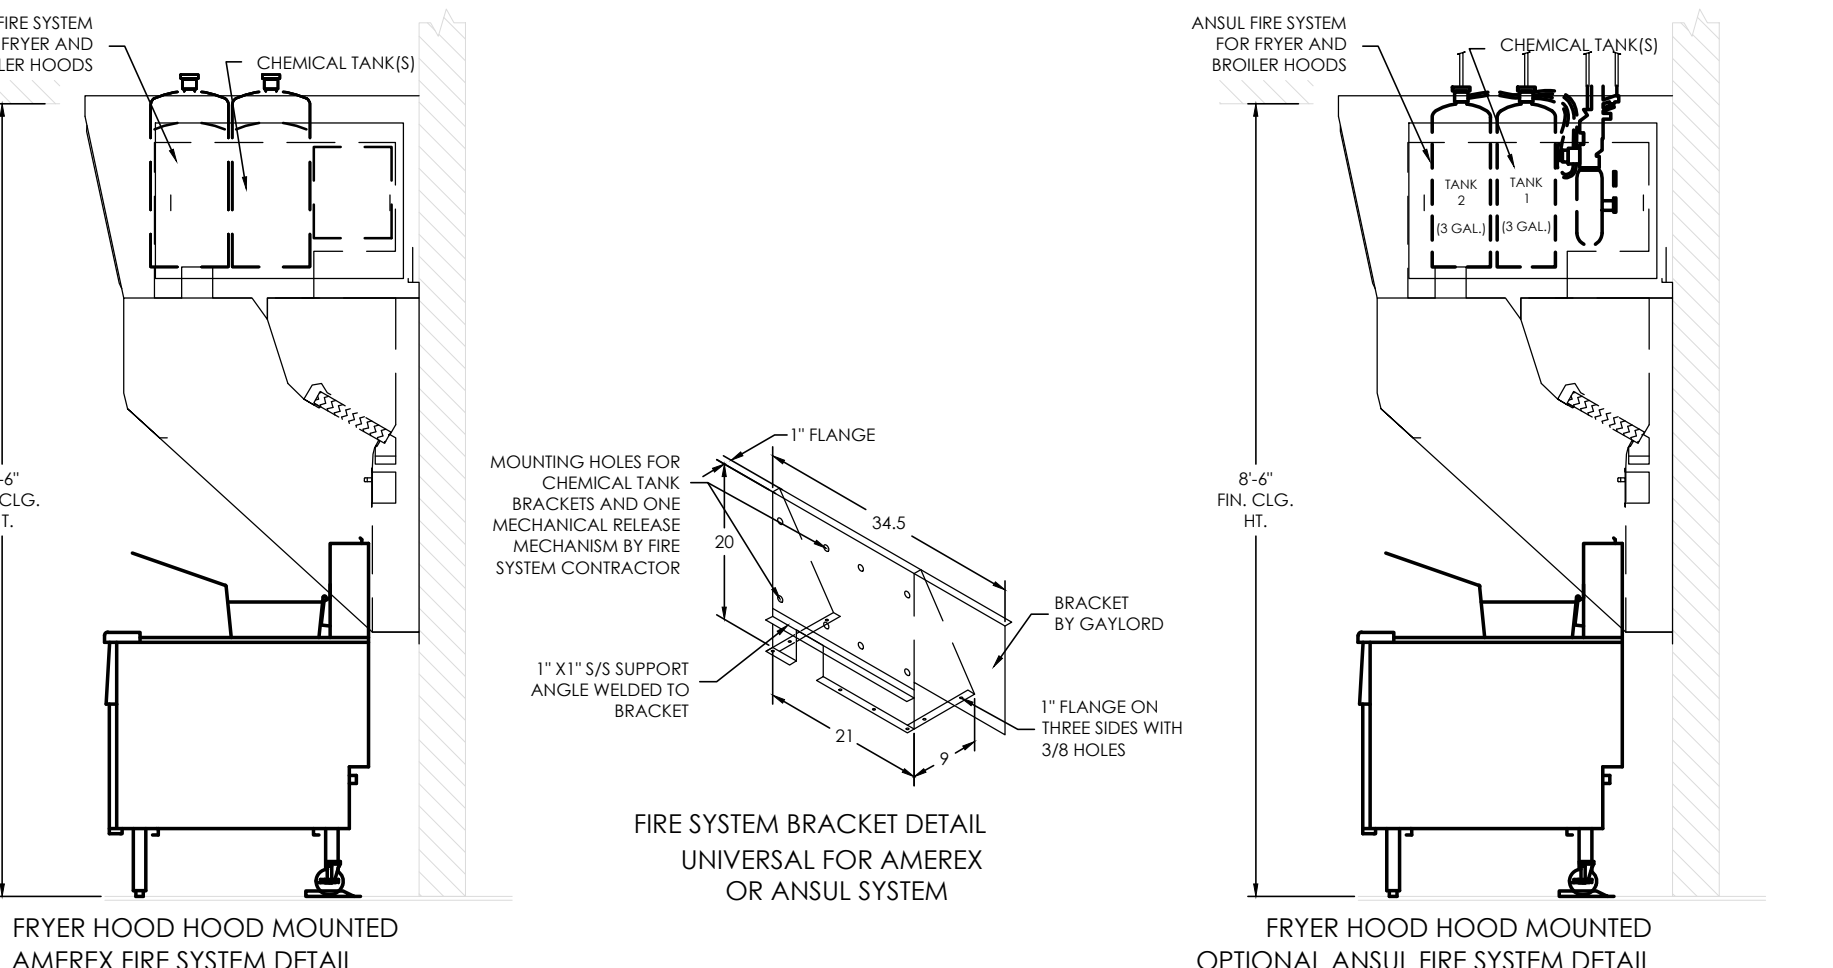 FIRE SYSTEM
FRYER AND
HOODS
CHEMICAL TANK(S)
-6"
CLG.
T.
FRYER HOOD HOOD MOUNTED
AMEREX FIRE SYSTEM DETAIL
1" FLANGE
MOUNTING HOLES FOR
CHEMICAL TANK
BRACKETS AND ONE
MECHANICAL RELEASE
MECHANISM BY FIRE
SYSTEM CONTRACTOR
34.5
20
BRACKET
BY GAYLORD
1" X1" S/S SUPPORT
ANGLE WELDED TO
BRACKET
1" FLANGE ON
THREE SIDES WITH
3/8 HOLES
21
9
FIRE SYSTEM BRACKET DETAIL
UNIVERSAL FOR AMEREX
OR ANSUL SYSTEM
ANSUL FIRE SYSTEM
FOR FRYER AND
BROILER HOODS
CHEMICAL TANK(S)
TANK
2
(3 GAL.)
TANK
1
(3 GAL.)
8'-6"
FIN. CLG.
HT.
FRYER HOOD HOOD MOUNTED
OPTIONAL ANSUL FIRE SYSTEM DETAIL